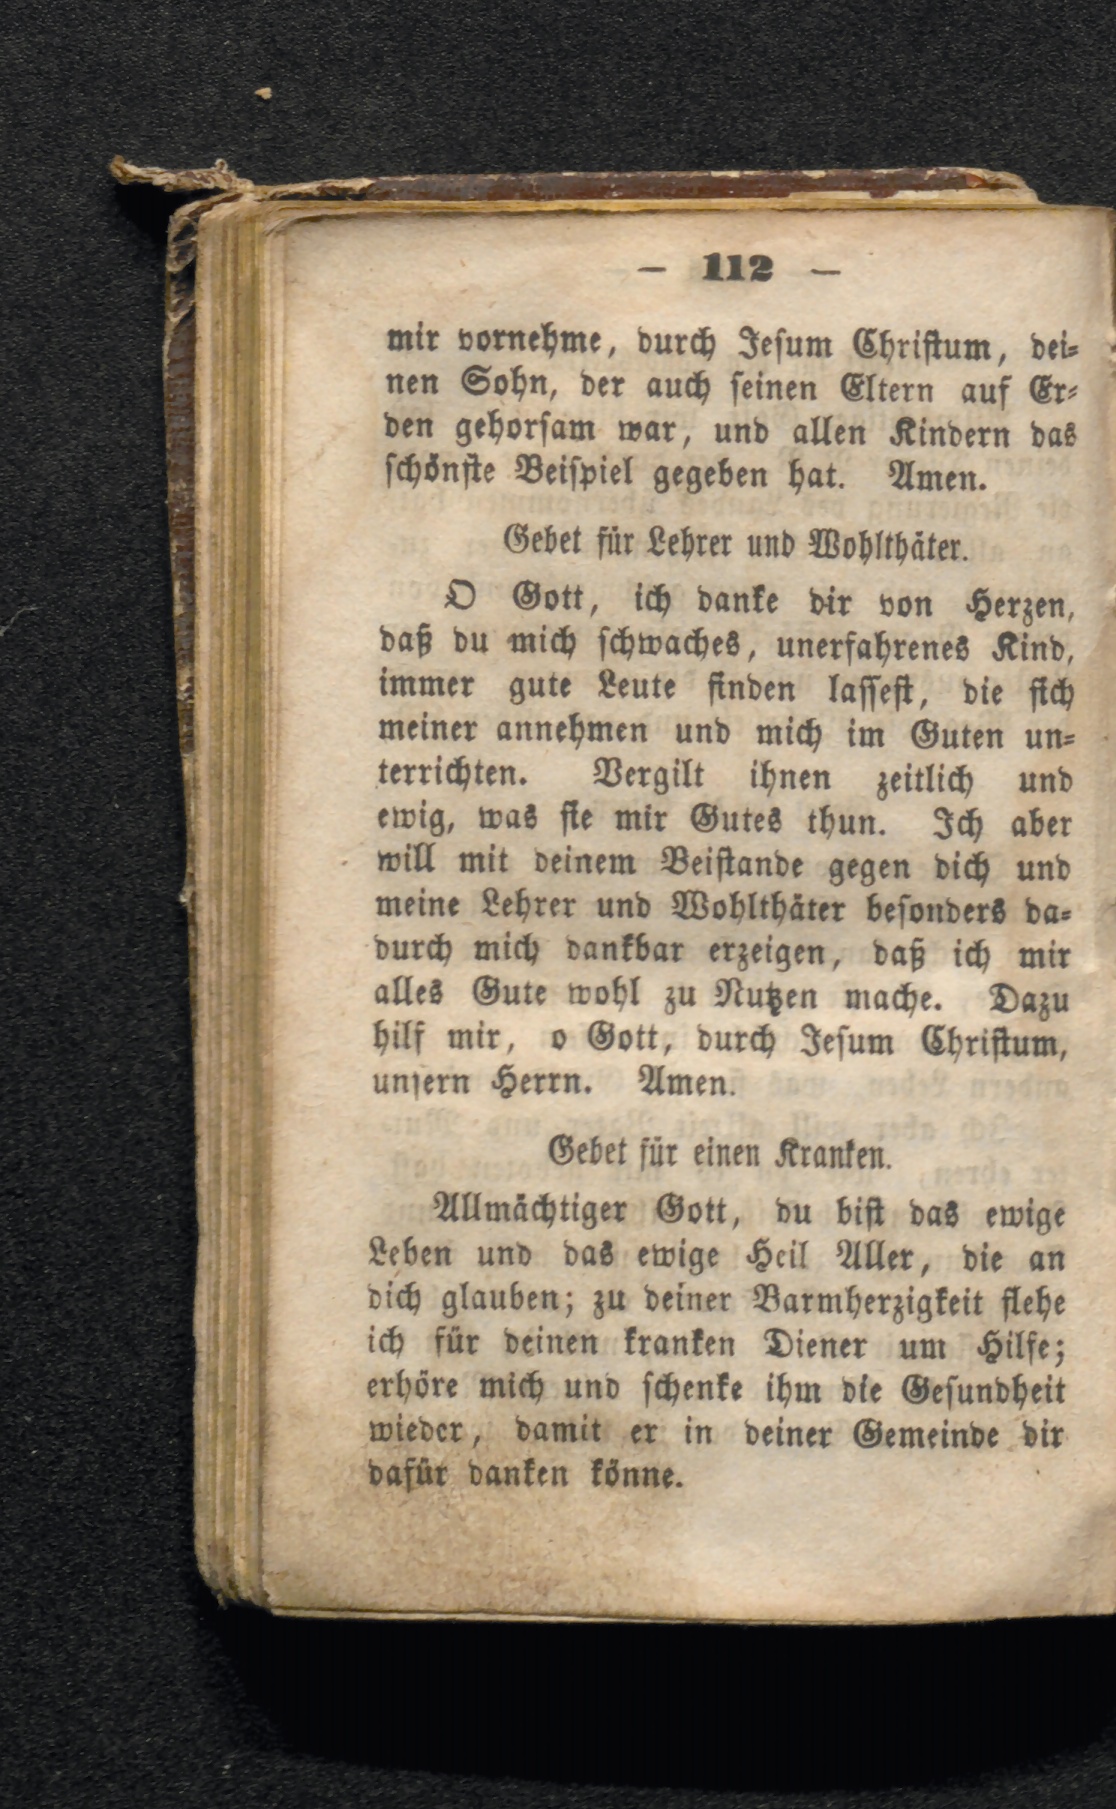 — 112 —
mir vornehme, durch Jesum Christum, dei-
nen Sohn, der auch seinen Eltern auf Er-
den gehorsam war, und allen Kindern das
schönste Beispiel gegeben hat. Amen.
Gebet für Lehrer und Wohlthäter.
O Gott, ich danke dir von Herzen,
daß du mich schwaches, unerfahrenes Kind,
immer gute Leute finden lassest, die sich
meiner annehmen und mich im Guten un-
terrichten. Vergilt ihnen zeitlich und
ewig, was sie mir Gutes thun. Ich aber
will mit deinem Beistande gegen dich und
meine Lehrer und Wohlthäter besonders da-
durch mich dankbar erzeigen, daß ich mir
alles Gute wohl zu Nutzen mache. Dazu
hilf mir, o Gott, durch Jesum Christum,
unsern Herrn. Amen.
Gebet für einen Kranken.
Allmächtiger Gott, du bist das ewige
Leben und das ewige Heil Aller, die an
dich glauben; zu deiner Barmherzigkeit flehe
ich für deinen kranken Diener um Hilfe;
erhöre mich und schenke ihm die Gesundheit
wieder, damit er in deiner Gemeinde dir
dafür danken könne.